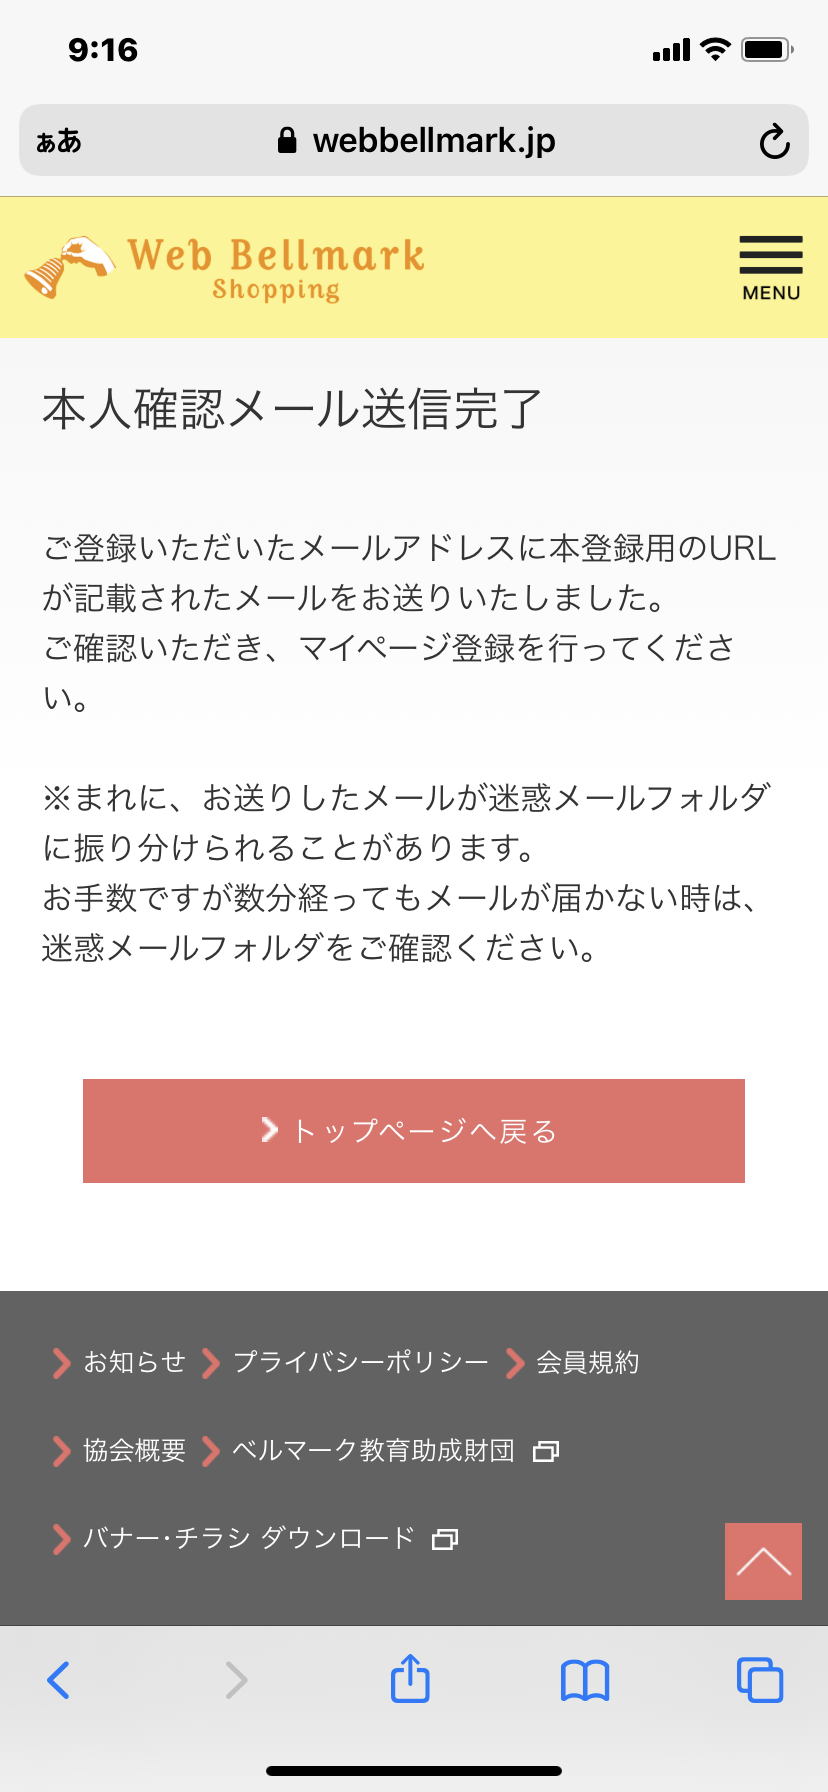 9:16
ぁあ
webbellmark.jp
Web Bellmark
Shopping
MENU
本人確認メール送信完了
ご登録いただいたメールアドレスに本登録用のURL
が記載されたメールをお送りいたしました。
ご確認いただき、マイページ登録を行ってくださ
い。
※まれに、お送りしたメールが迷惑メールフォルダ
に振り分けられることがあります。
お手数ですが数分経ってもメールが届かない時は、
迷惑メールフォルダをご確認ください。
トップページへ戻る
お知らせ プライバシーポリシー 会員規約
協会概要 ベルマーク教育助成財団
バナー・チラシ ダウンロード